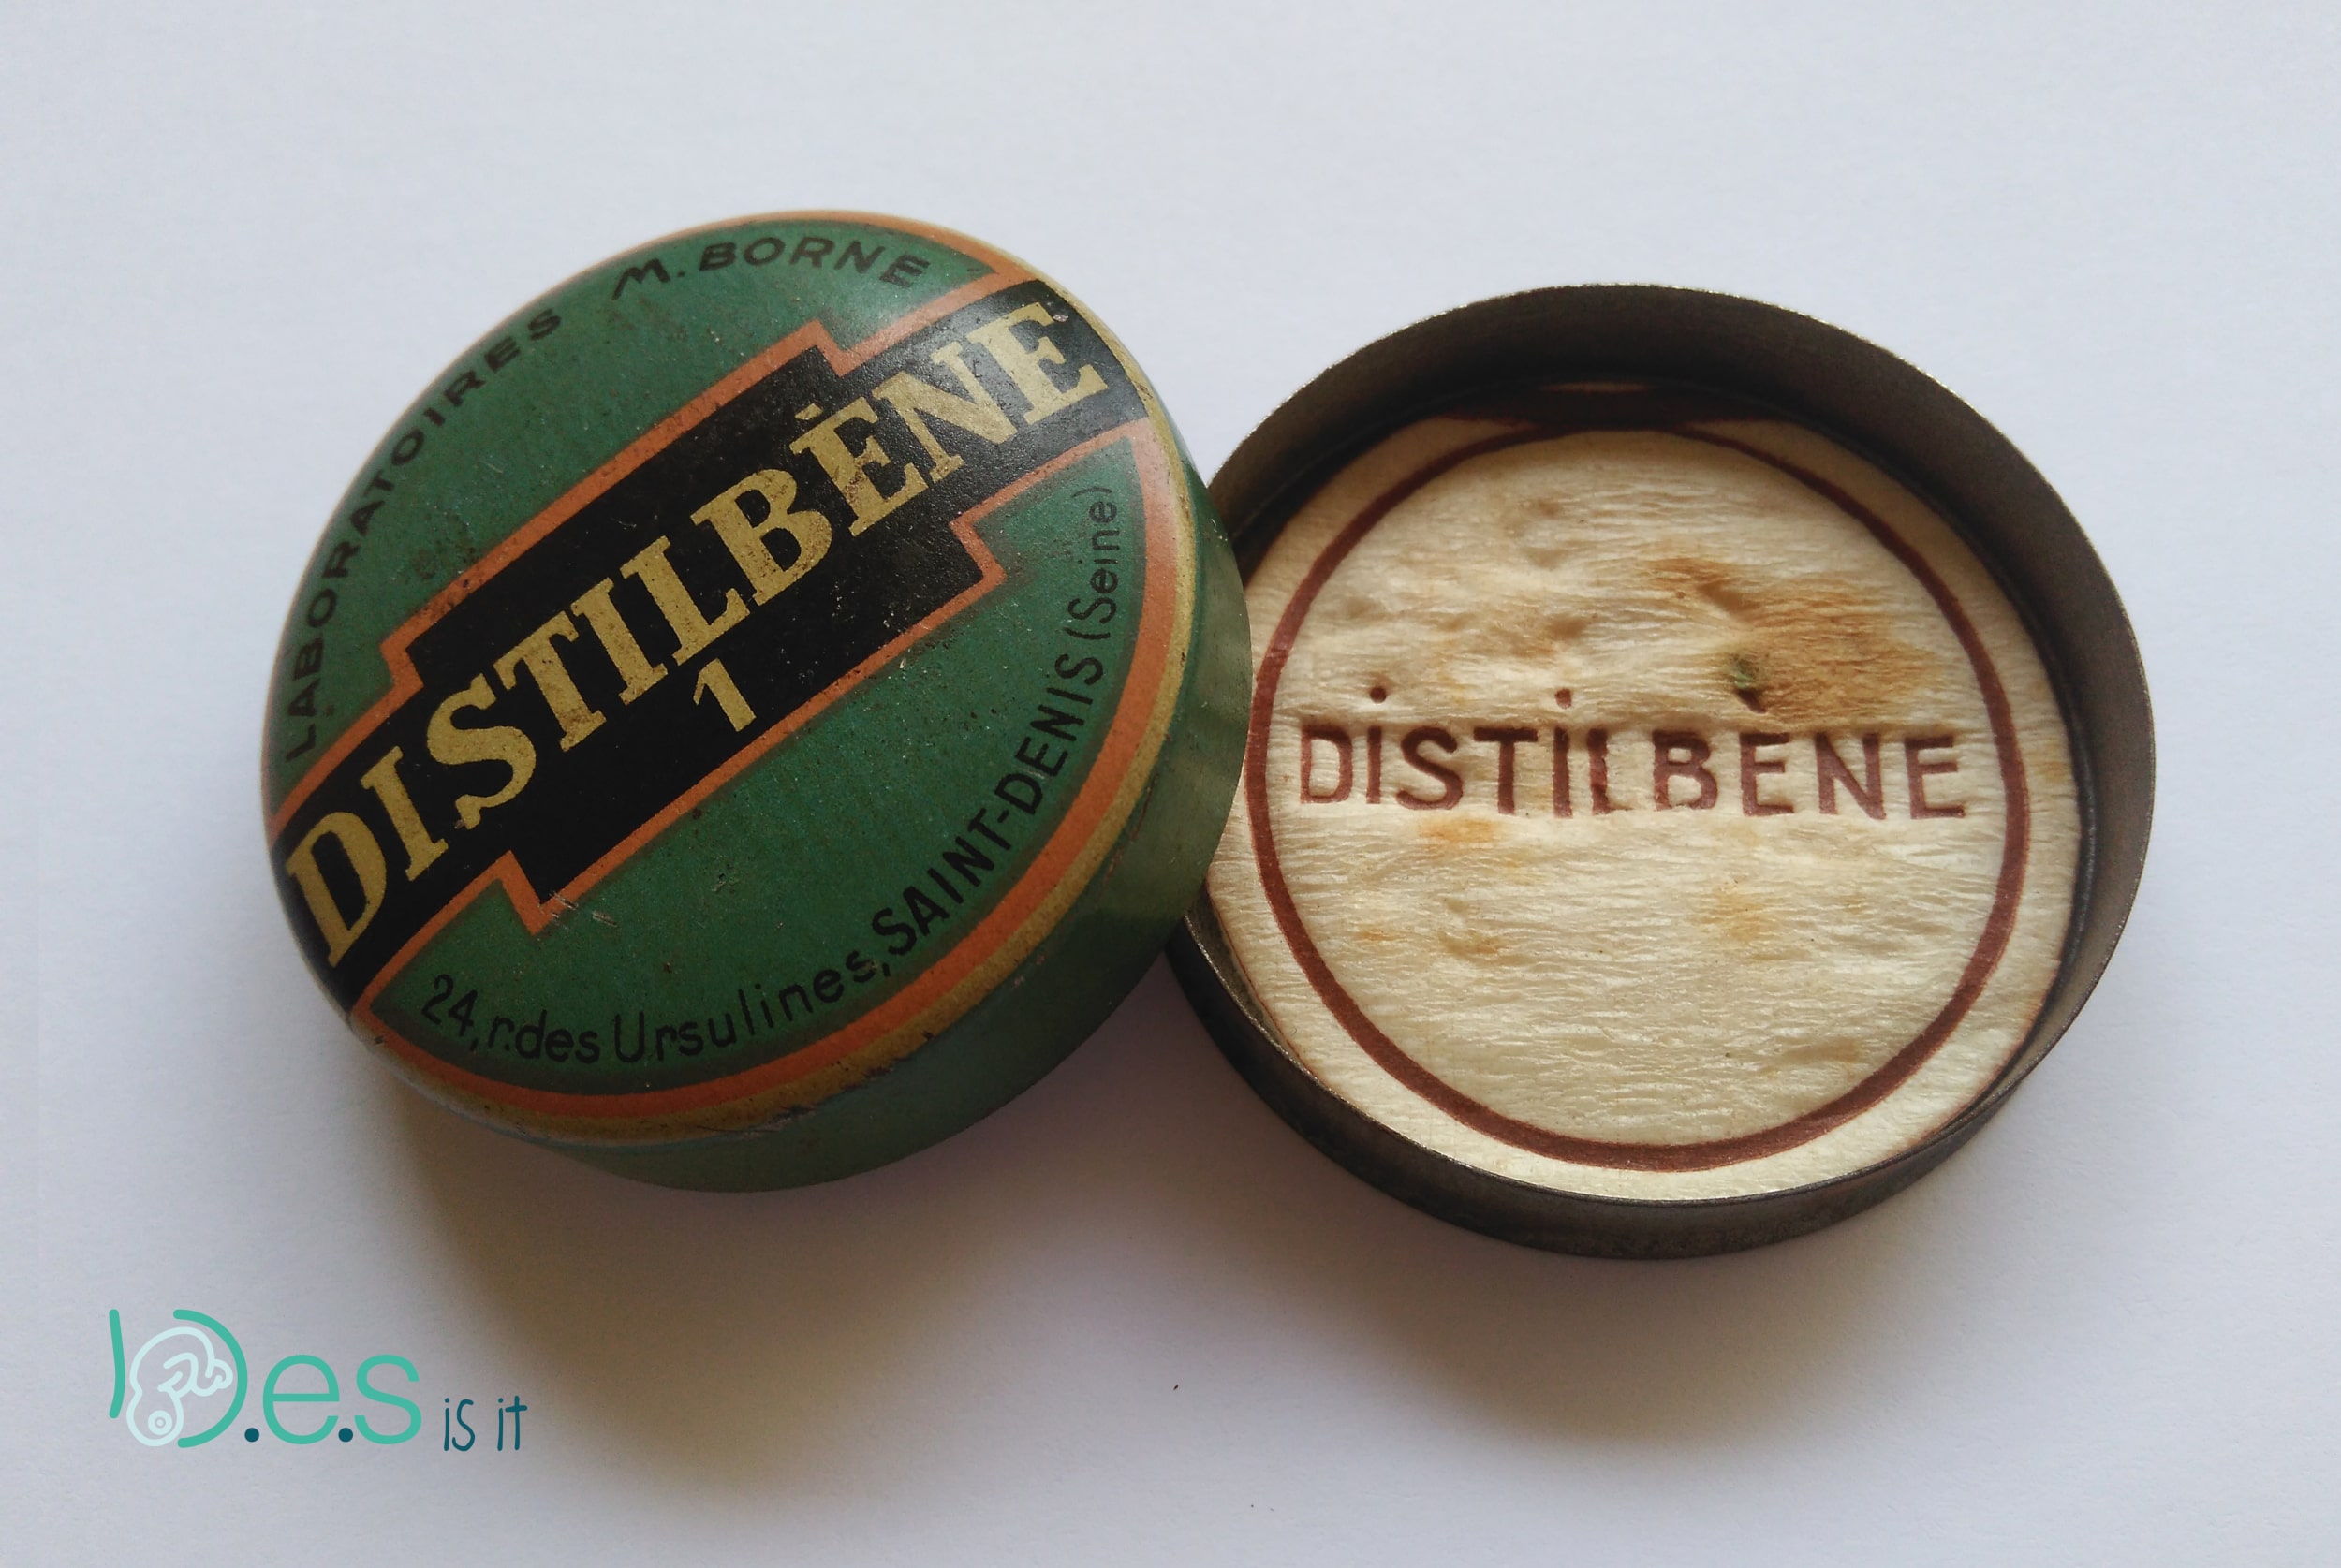 LABORATOIRES M. BORNE
DISTILBÈNE
1
24, r. des Ursulines, SAINT-DENIS (Seine)
DiSTiLBÈNE
D.e.s is it